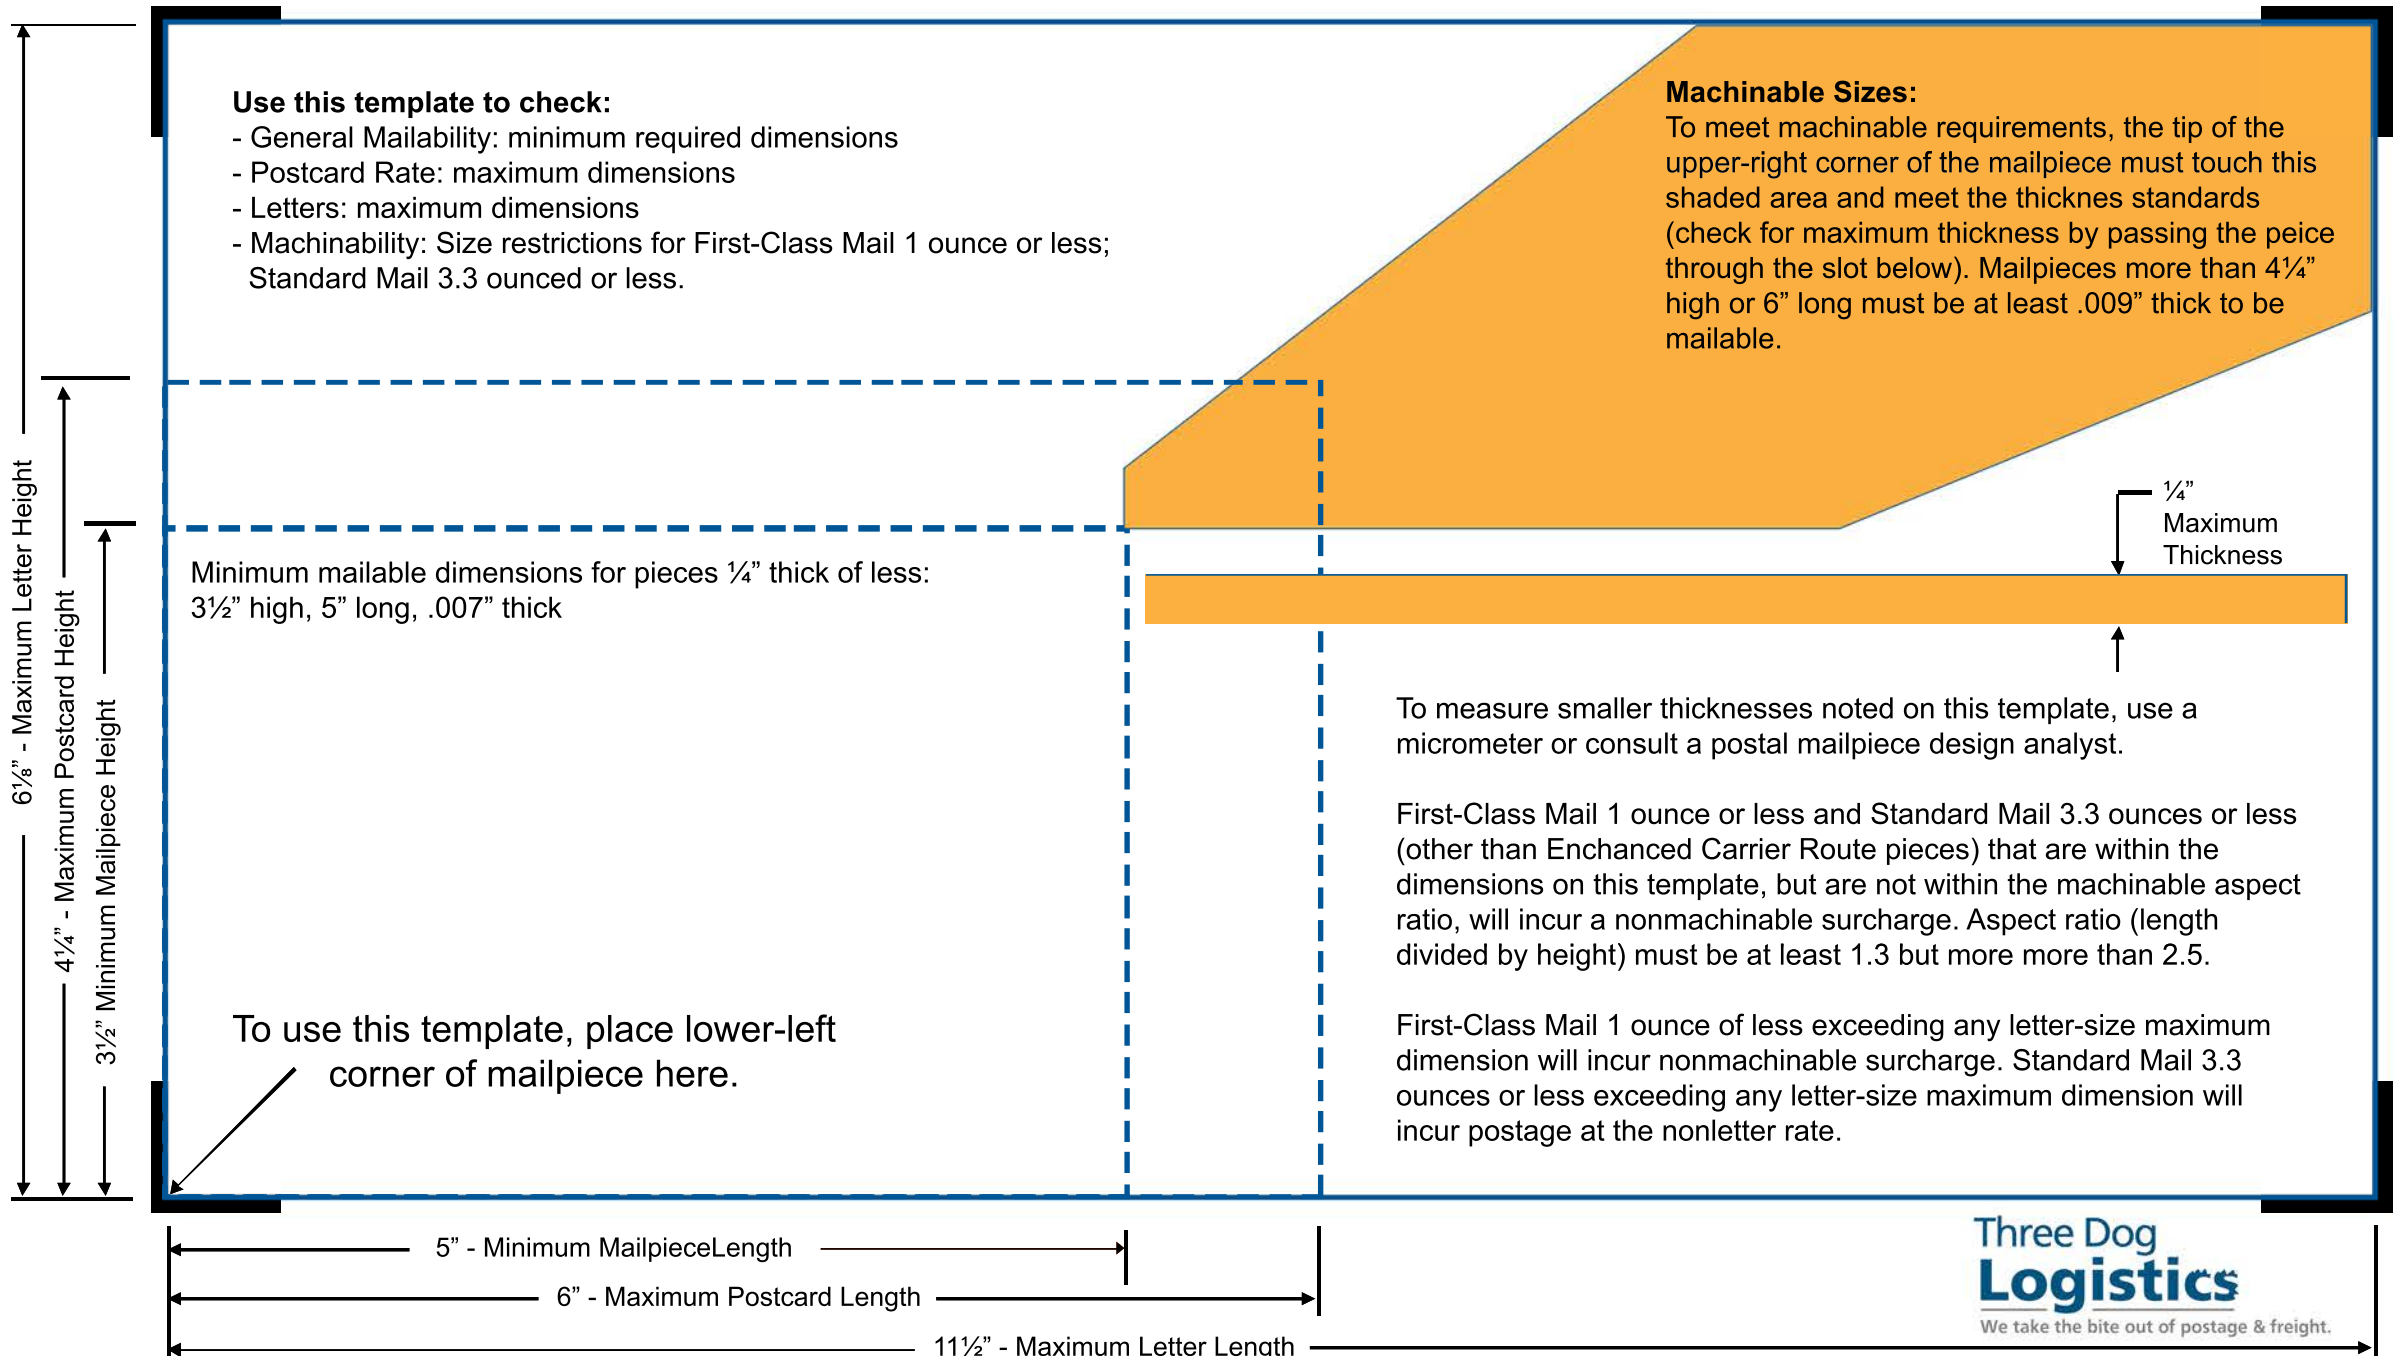 Use this template to check:
- General Mailability: minimum required dimensions
- Postcard Rate: maximum dimensions
- Letters: maximum dimensions
- Machinability: Size restrictions for First-Class Mail 1 ounce or less;
Standard Mail 3.3 ounced or less.
Machinable Sizes:
To meet machinable requirements, the tip of the
upper-right corner of the mailpiece must touch this
shaded area and meet the thicknes standards
(check for maximum thickness by passing the peice
through the slot below). Mailpieces more than 4¼”
high or 6” long must be at least .009” thick to be
mailable.
6⅛” - Maximum Letter Height
4¼” - Maximum Postcard Height
3½” Minimum Mailpiece Height
Minimum mailable dimensions for pieces ¼” thick of less:
3½” high, 5” long, .007” thick
¼”
Maximum
Thickness
To measure smaller thicknesses noted on this template, use a
micrometer or consult a postal mailpiece design analyst.
First-Class Mail 1 ounce or less and Standard Mail 3.3 ounces or less
(other than Enchanced Carrier Route pieces) that are within the
dimensions on this template, but are not within the machinable aspect
ratio, will incur a nonmachinable surcharge. Aspect ratio (length
divided by height) must be at least 1.3 but more more than 2.5.
First-Class Mail 1 ounce of less exceeding any letter-size maximum
dimension will incur nonmachinable surcharge. Standard Mail 3.3
ounces or less exceeding any letter-size maximum dimension will
incur postage at the nonletter rate.
To use this template, place lower-left
corner of mailpiece here.
5” - Minimum MailpieceLength
6” - Maximum Postcard Length
11½” - Maximum Letter Length
Three Dog
Logistics
We take the bite out of postage & freight.